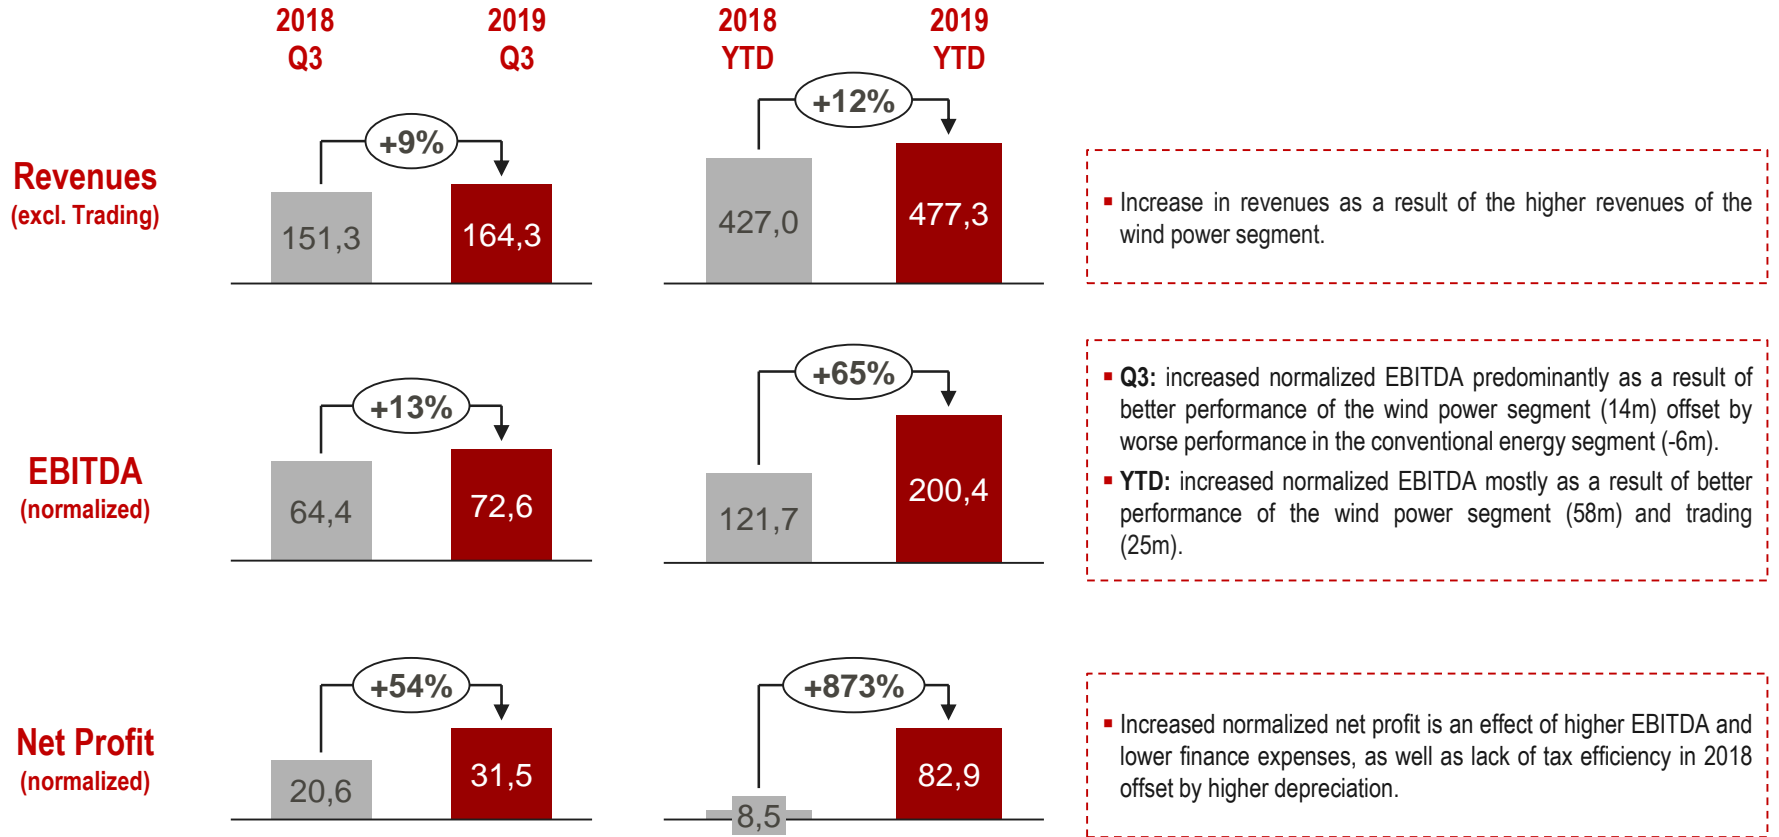 2018 2019 2018 2019
Q3 Q3 YTD YTD
Revenues
(excl. Trading)
+9%
151,3 164,3
+12%
427,0 477,3
▪ Increase in revenues as a result of the higher revenues of the
wind power segment.
EBITDA
(normalized)
+13%
64,4 72,6
+65%
121,7 200,4
▪ Q3: increased normalized EBITDA predominantly as a result of
better performance of the wind power segment (14m) offset by
worse performance in the conventional energy segment (-6m).
▪ YTD: increased normalized EBITDA mostly as a result of better
performance of the wind power segment (58m) and trading
(25m).
Net Profit
(normalized)
+54%
20,6 31,5
+873%
8,5 82,9
▪ Increased normalized net profit is an effect of higher EBITDA and
lower finance expenses, as well as lack of tax efficiency in 2018
offset by higher depreciation.